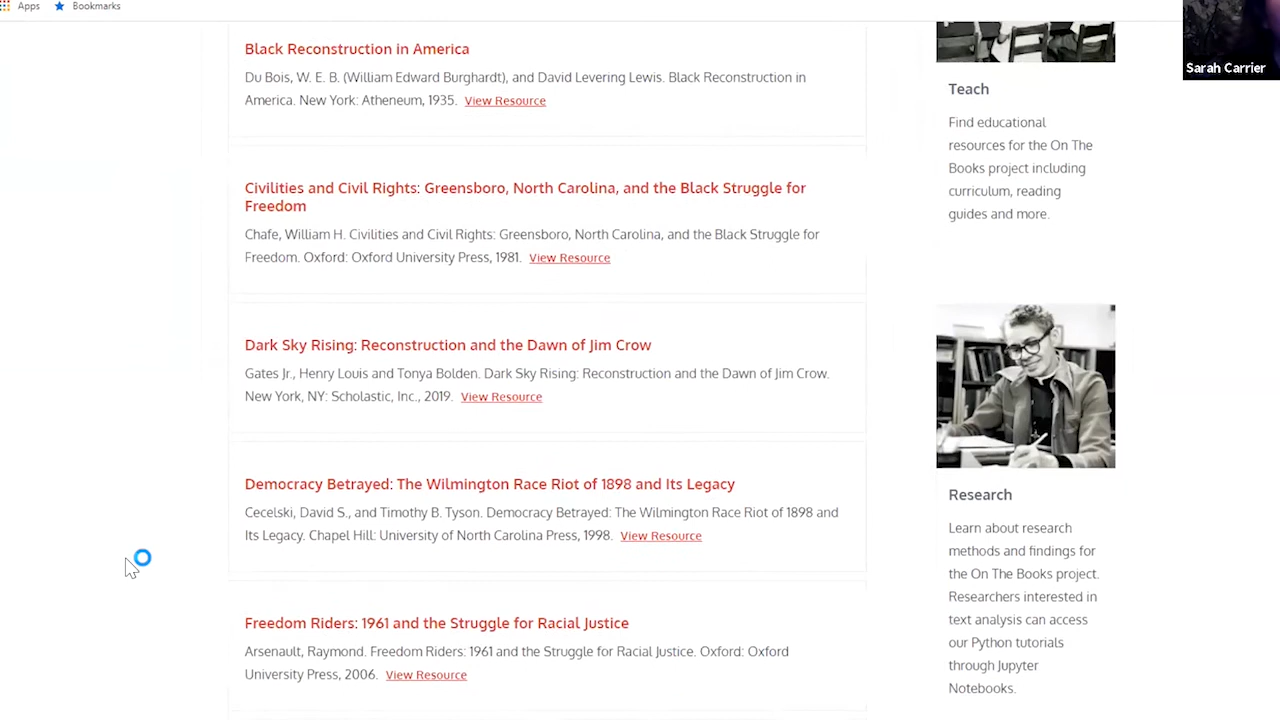 Apps
Bookmarks
Sarah Carrier
Black Reconstruction in America
Du Bois, W. E. B. (William Edward Burghardt), and David Levering Lewis. Black Reconstruction in
America. New York: Atheneum, 1935. View Resource
Civilities and Civil Rights: Greensboro, North Carolina, and the Black Struggle for
Freedom
Chafe, William H. Civilities and Civil Rights: Greensboro, North Carolina, and the Black Struggle for
Freedom. Oxford: Oxford University Press, 1981. View Resource
Dark Sky Rising: Reconstruction and the Dawn of Jim Crow
Gates Jr., Henry Louis and Tonya Bolden. Dark Sky Rising: Reconstruction and the Dawn of Jim Crow.
New York, NY: Scholastic, Inc., 2019. View Resource
Democracy Betrayed: The Wilmington Race Riot of 1898 and Its Legacy
Cecelski, David S., and Timothy B. Tyson. Democracy Betrayed: The Wilmington Race Riot of 1898 and
Its Legacy. Chapel Hill: University of North Carolina Press, 1998. View Resource
Freedom Riders: 1961 and the Struggle for Racial Justice
Arsenault, Raymond. Freedom Riders: 1961 and the Struggle for Racial Justice. Oxford: Oxford
University Press, 2006. View Resource
Teach
Find educational
resources for the On The
Books project including
curriculum, reading
guides and more.
Research
Learn about research
methods and findings for
the On The Books project.
Researchers interested in
text analysis can access
our Python tutorials
through Jupyter
Notebooks.